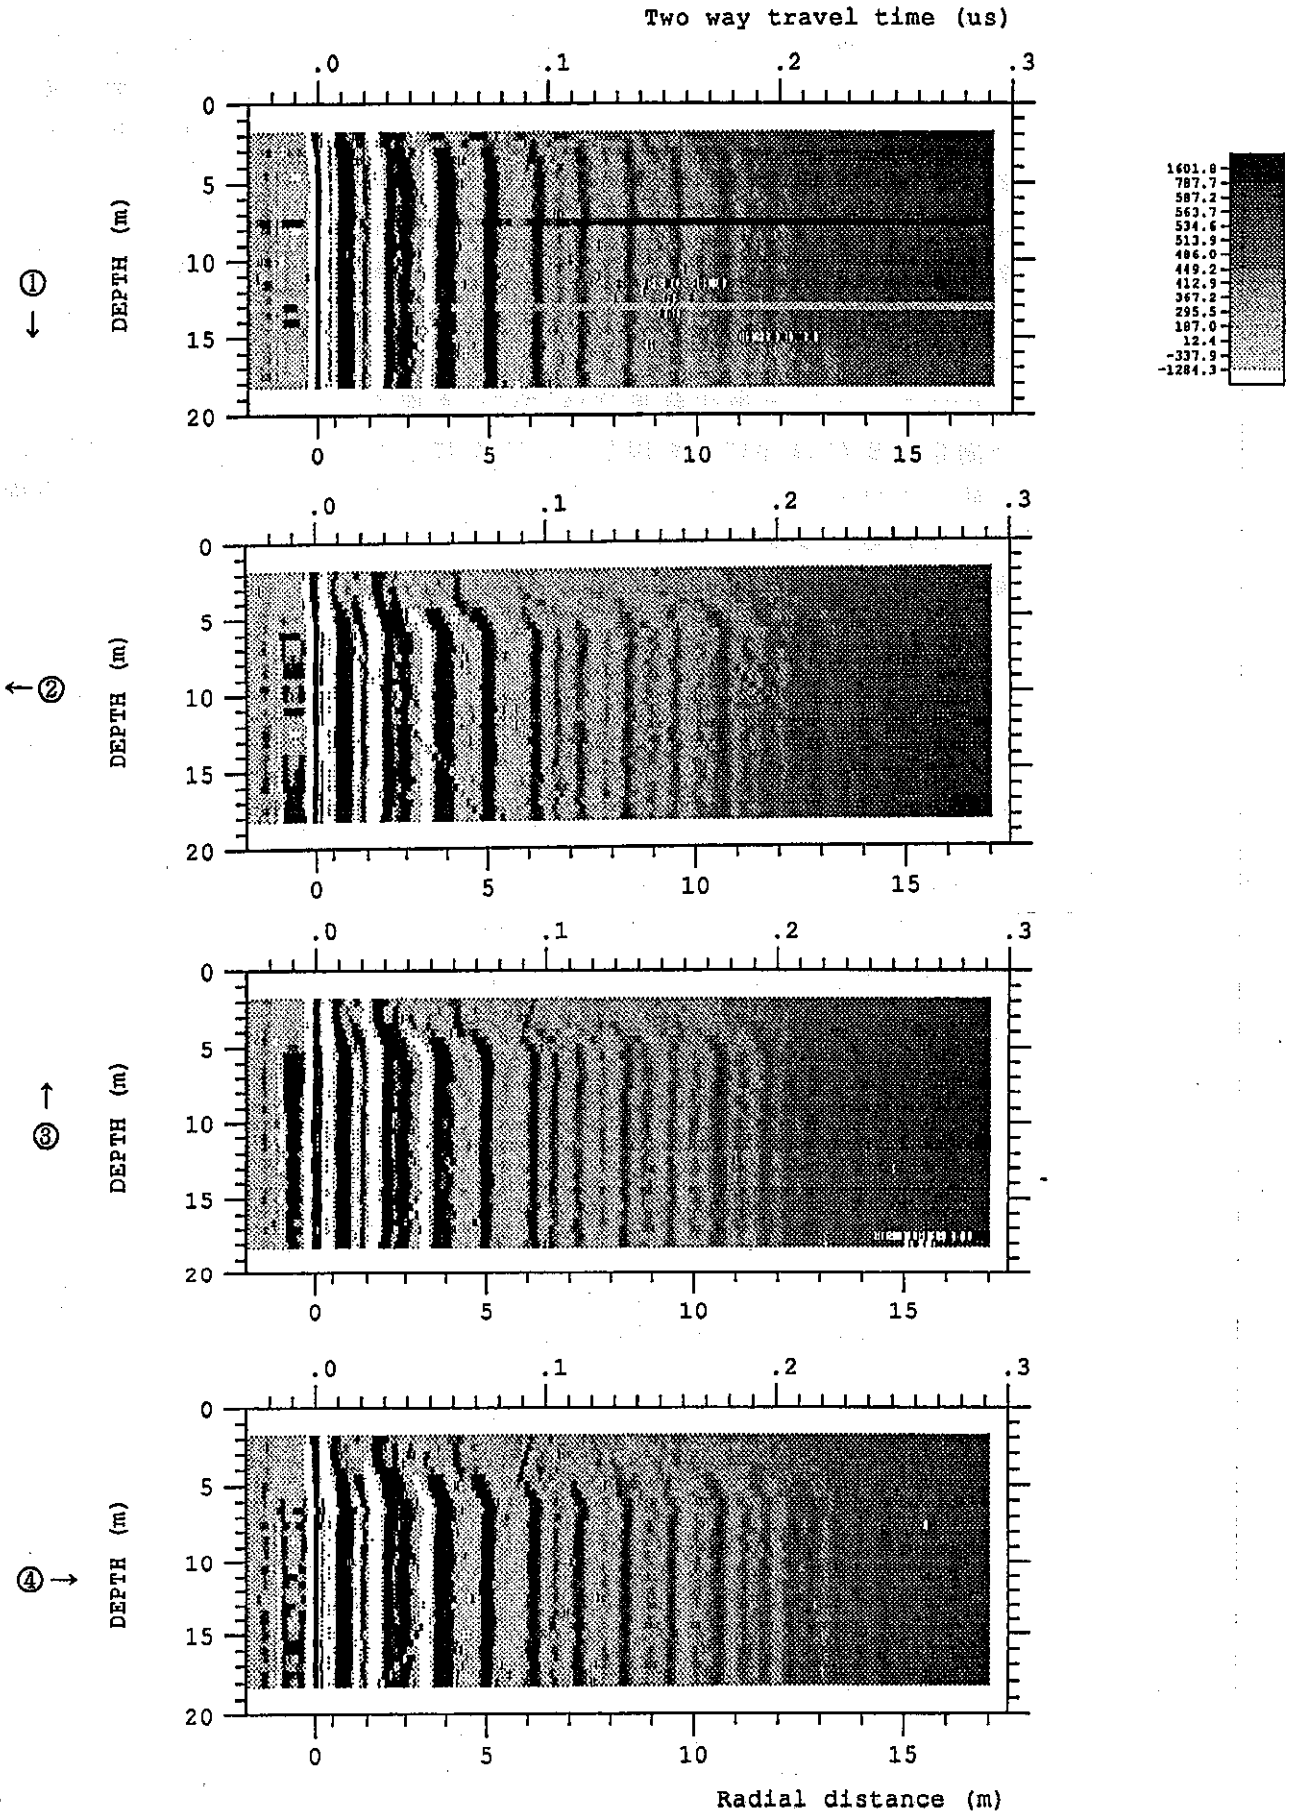 Two way travel time (us)
.0 .1 .2 .3
0
5
10
15
20
DEPTH (m)
① ↓
0 5 10 15
1601.8
787.7
587.2
563.7
534.6
513.9
486.0
449.2
412.9
367.2
295.5
187.0
12.4
-337.9
-1284.3
.0 .1 .2 .3
0
5
10
15
20
DEPTH (m)
← ②
0 5 10 15
.0 .1 .2 .3
0
5
10
15
20
DEPTH (m)
↑ ③
0 5 10 15
.0 .1 .2 .3
0
5
10
15
20
DEPTH (m)
④ →
0 5 10 15
Radial distance (m)